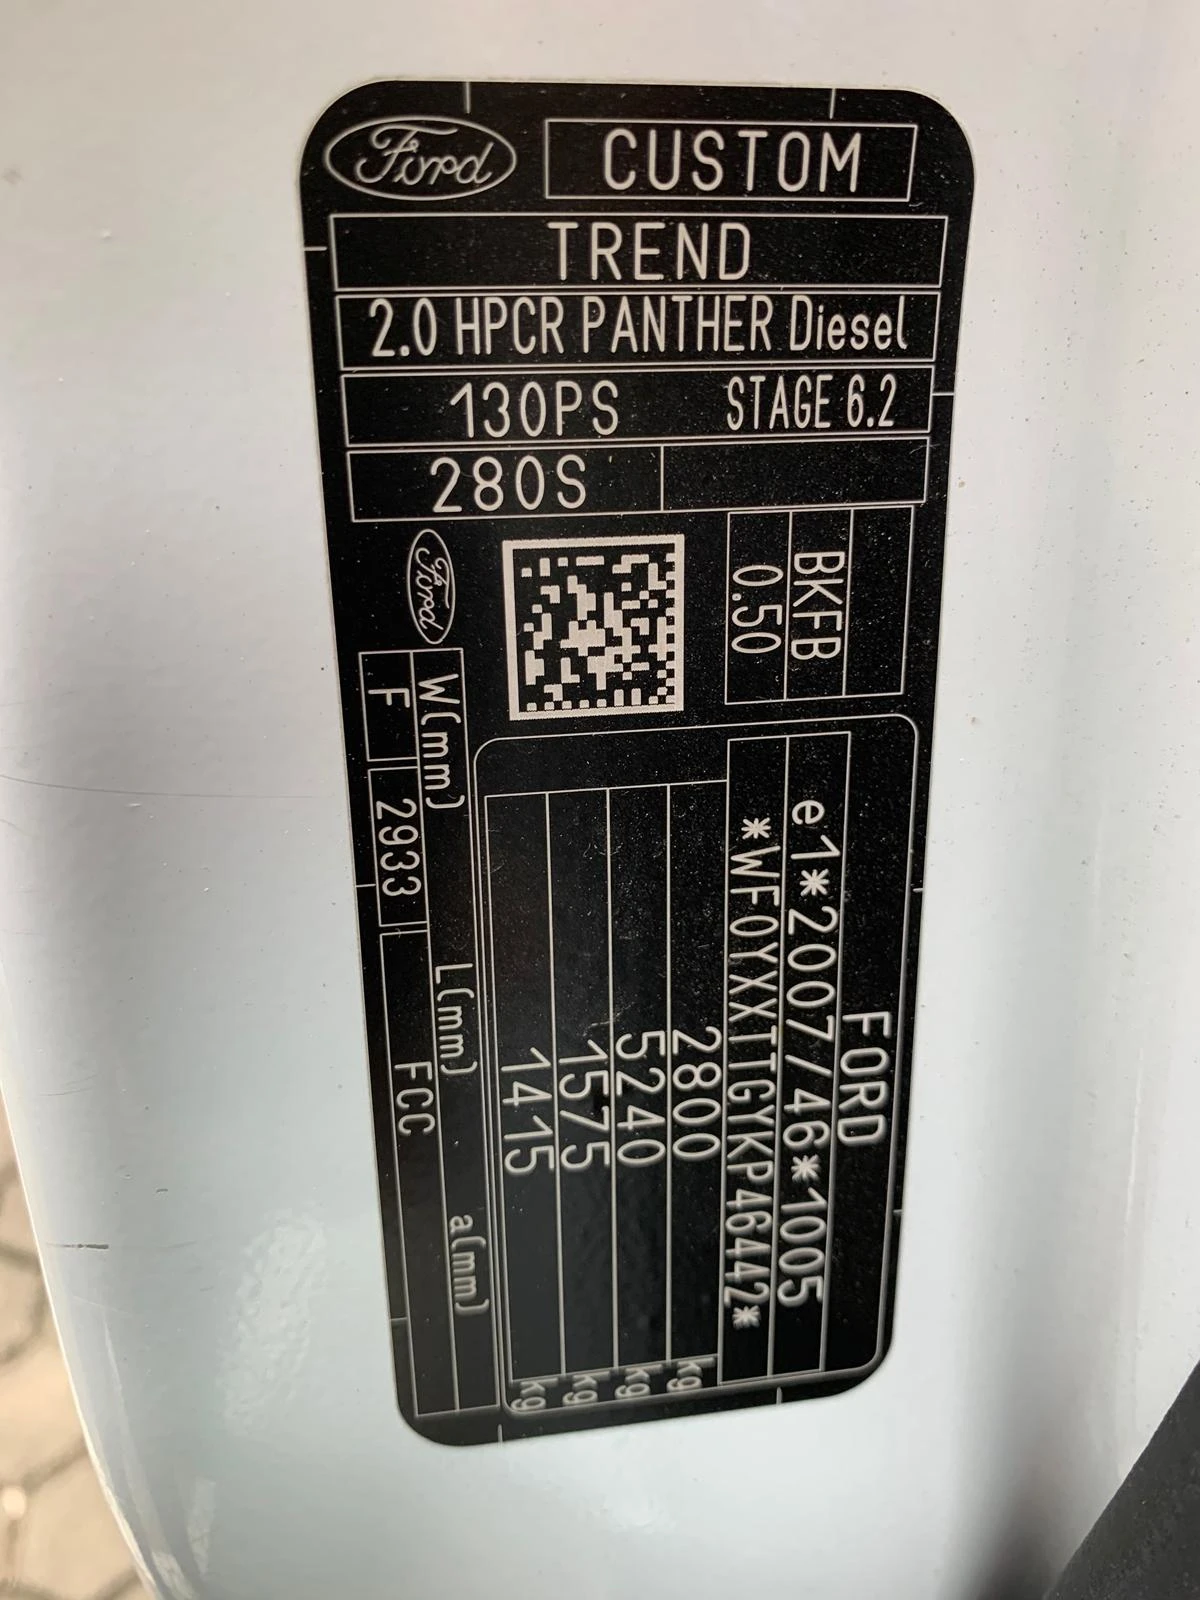 Ford CUSTOM
TREND
2.0 HPCR PANTHER Diesel
130PS STAGE 6.2
280S
BKFB
0.50
FORD
e1*2007/46*1005
*WF0YXXTTGYKP46442*
2800 kg
5240 kg
1575 kg
1415 kg
Ford
W(mm) L(mm) a(mm)
F 2933 FCC